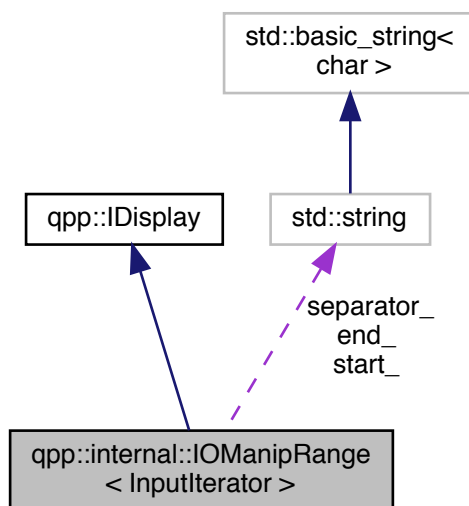 std::basic_string<
char >
qpp::IDisplay
std::string
separator_
end_
start_
qpp::internal::IOManipRange
< InputIterator >